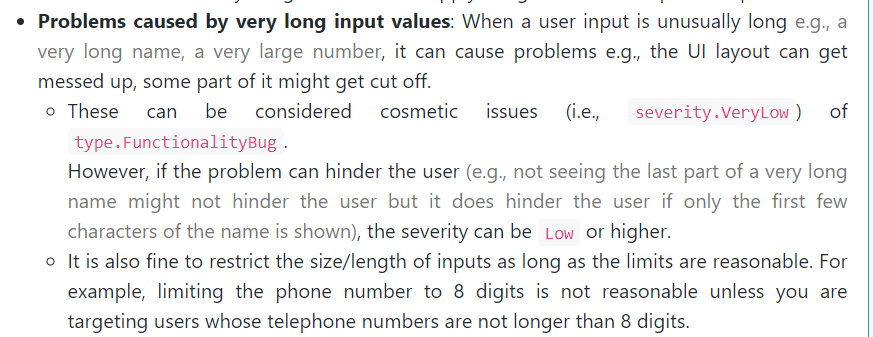 • Problems caused by very long input values: When a user input is unusually long e.g., a
very long name, a very large number, it can cause problems e.g., the UI layout can get
messed up, some part of it might get cut off.
○ These can be considered cosmetic issues (i.e., severity.VeryLow ) of
type.FunctionalityBug .
However, if the problem can hinder the user (e.g., not seeing the last part of a very long
name might not hinder the user but it does hinder the user if only the first few
characters of the name is shown), the severity can be Low or higher.
○ It is also fine to restrict the size/length of inputs as long as the limits are reasonable. For
example, limiting the phone number to 8 digits is not reasonable unless you are
targeting users whose telephone numbers are not longer than 8 digits.